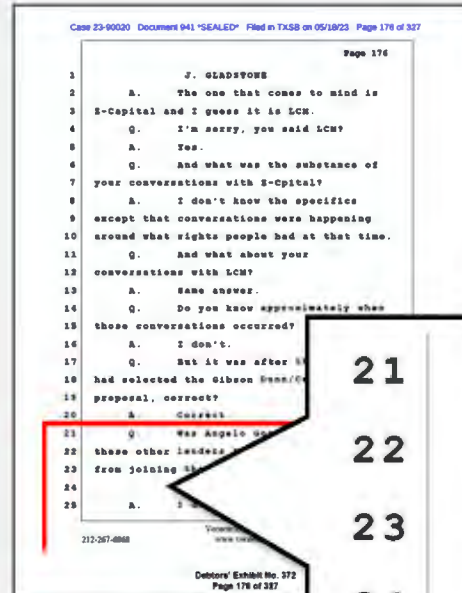 Case 23-90020 Document 941 *SEALED* Filed in TXSB on 05/18/23 Page 176 of 327
Page 176
1 J. GLADSTONE
2 A. The one that comes to mind is
3 Z-Capital and I guess it is LCM.
4 Q. I'm sorry, you said LCM?
5 A. Yes.
6 Q. And what was the substance of
7 your conversations with Z-Cpital?
8 A. I don't know the specifics
9 except that conversations were happening
10 around what rights people had at that time.
11 Q. And what about your
12 conversations with LCM?
13 A. Same answer.
14 Q. Do you know approximately when
15 those conversations occurred?
16 A. I don't.
17 Q. But it was after
18 had selected the Gibson Dunn/
19 proposal, correct?
20 A. Correct
21 Q. Was Angelo
22 these other lenders
23 from joining
24
25 A. I
212-267-6868
Debtors' Exhibit No. 372
Page 176 of 327
21
22
23